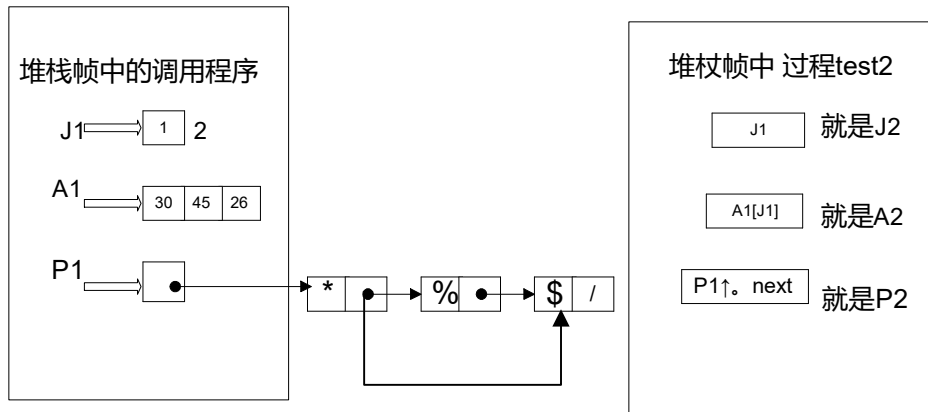 堆栈帧中的调用程序
J1 1 2
A1 30 45 26
P1
* % $ /
堆杖帧中 过程test2
J1 就是J2
A1[J1] 就是A2
P1↑。next 就是P2